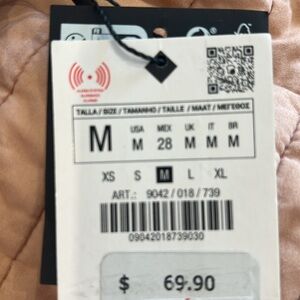 TALLA / SIZE / TAMANHO / TAILLE / MAAT / ΜΕΓΕΘΟΣ
M USA MEX UK IT BR
M 28 M M M
XS S M L XL
ART.: 9042 / 018 / 739
09042018739030
$ 69.90